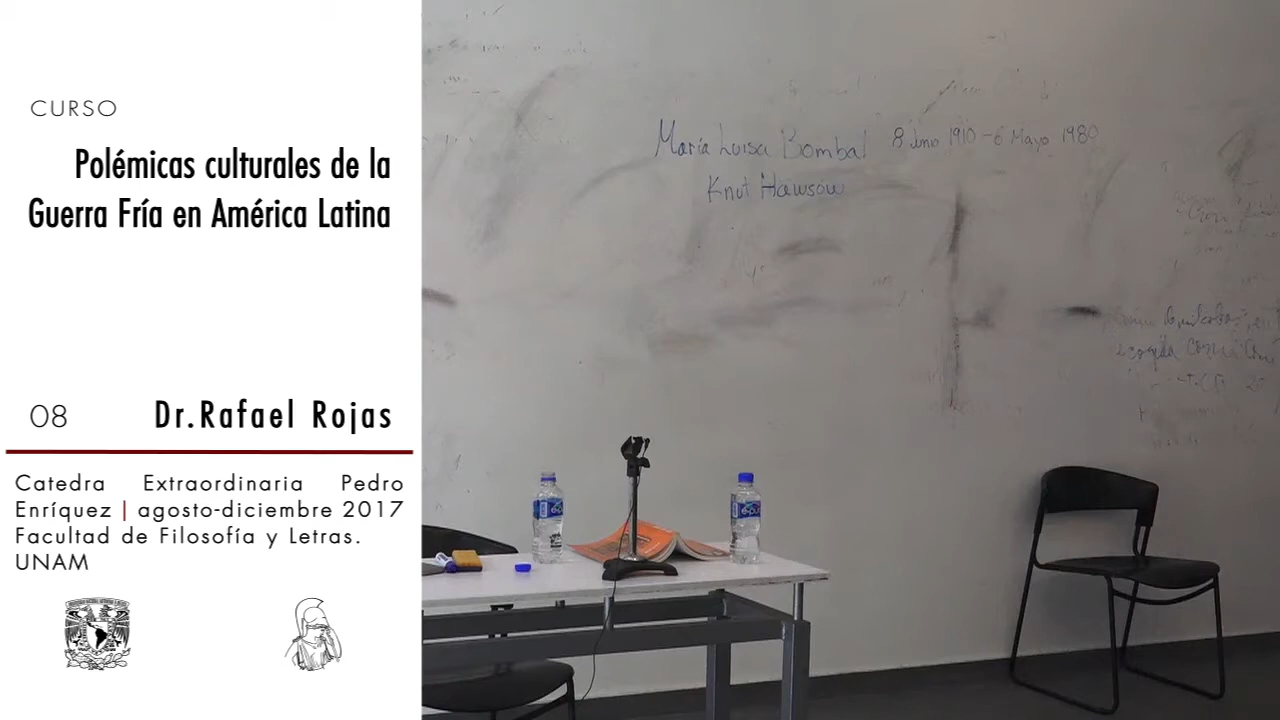 CURSO
Polémicas culturales de la
Guerra Fría en América Latina
08 Dr.Rafael Rojas
Catedra Extraordinaria Pedro
Enríquez | agosto-diciembre 2017
Facultad de Filosofía y Letras.
UNAM
María Luisa Bombal 8 Junio 1910 - 6 Mayo 1980
Knut Hawsow